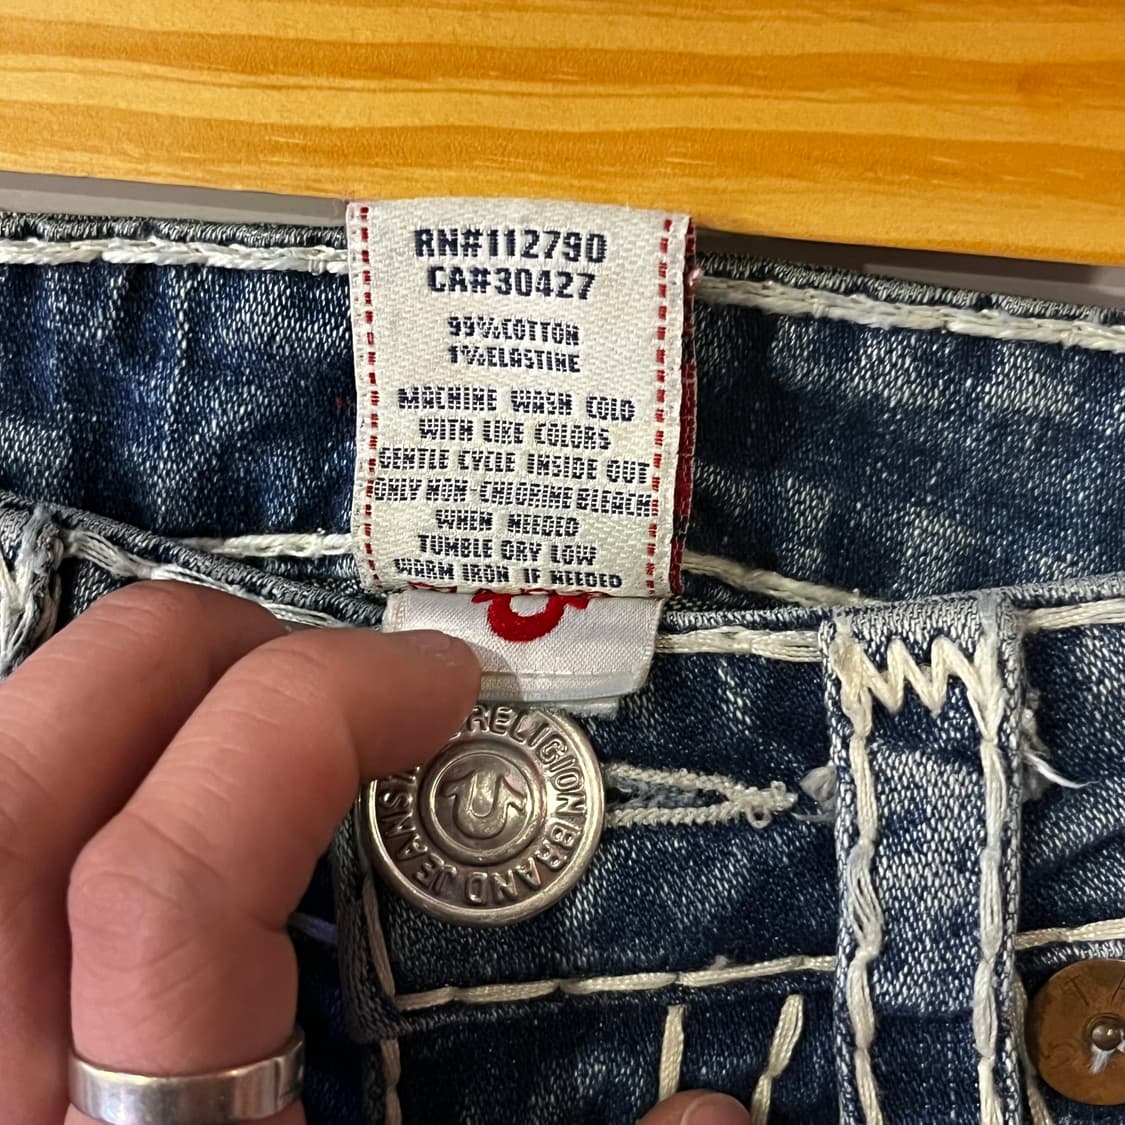 RN#112790
CA#30427
99%COTTON
1%ELASTINE
MACHINE WASH COLD
WITH LIKE COLORS
GENTLE CYCLE INSIDE OUT
ONLY NON-CHLORINE BLEACH
WHEN NEEDED
TUMBLE DRY LOW
WARM IRON IF NEEDED
RELIGION BRAND JEANS